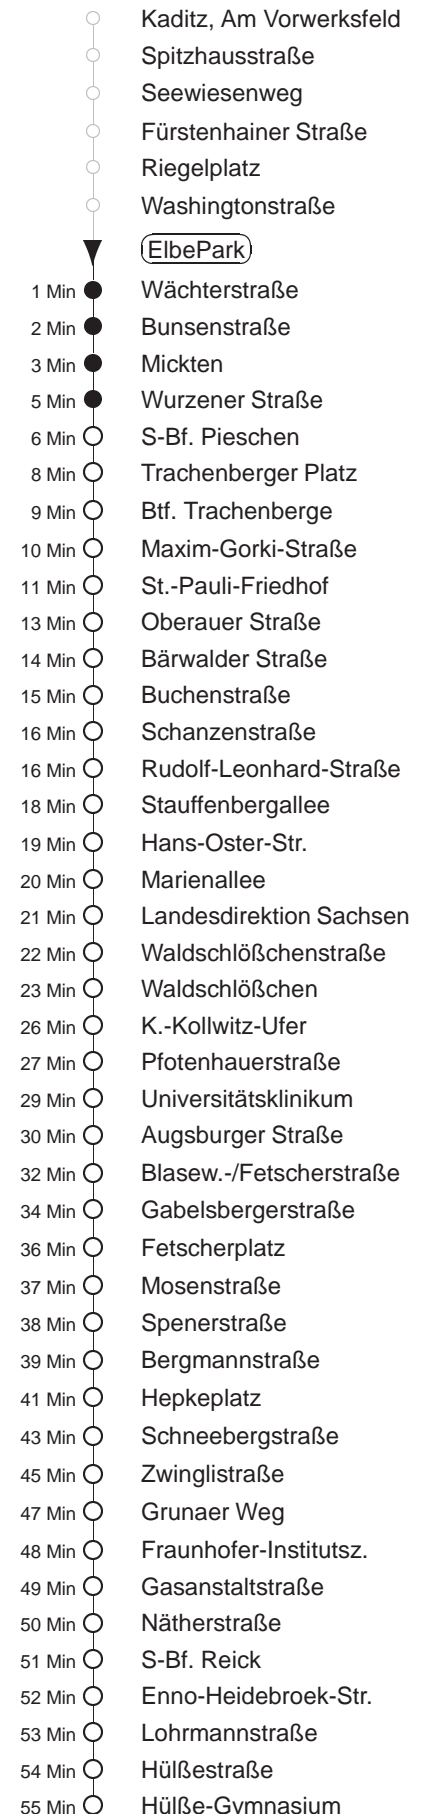 Kaditz, Am Vorwerksfeld
Spitzhausstraße
Seewiesenweg
Fürstenhainer Straße
Riegelplatz
Washingtonstraße
ElbePark
1 Min Wächterstraße
2 Min Bunsenstraße
3 Min Mickten
5 Min Wurzener Straße
6 Min S-Bf. Pieschen
8 Min Trachenberger Platz
9 Min Btf. Trachenberge
10 Min Maxim-Gorki-Straße
11 Min St.-Pauli-Friedhof
13 Min Oberauer Straße
14 Min Bärwalder Straße
15 Min Buchenstraße
16 Min Schanzenstraße
16 Min Rudolf-Leonhard-Straße
18 Min Stauffenbergallee
19 Min Hans-Oster-Str.
20 Min Marienallee
21 Min Landesdirektion Sachsen
22 Min Waldschlößchenstraße
23 Min Waldschlößchen
26 Min K.-Kollwitz-Ufer
27 Min Pfotenhauerstraße
29 Min Universitätsklinikum
30 Min Augsburger Straße
32 Min Blasew.-/Fetscherstraße
34 Min Gabelsbergerstraße
36 Min Fetscherplatz
37 Min Mosenstraße
38 Min Spenerstraße
39 Min Bergmannstraße
41 Min Hepkeplatz
43 Min Schneebergstraße
45 Min Zwinglistraße
47 Min Grunaer Weg
48 Min Fraunhofer-Institutsz.
49 Min Gasanstaltstraße
50 Min Nätherstraße
51 Min S-Bf. Reick
52 Min Enno-Heidebroek-Str.
53 Min Lohrmannstraße
54 Min Hülßestraße
55 Min Hülße-Gymnasium